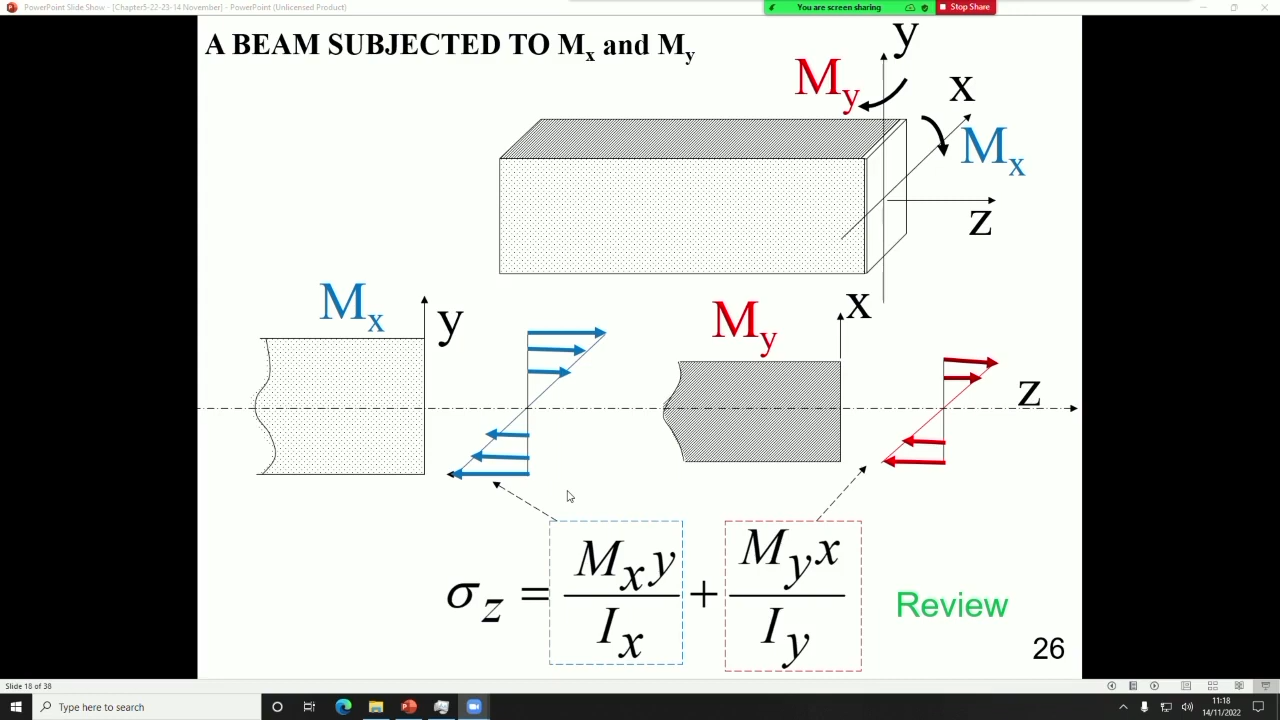 PowerPoint Slide Show - [Chapter5-22-23-14 November] - PowerPoint (Unlicensed Product)
You are screen sharing
Stop Share
A BEAM SUBJECTED TO Mx and My
y
My
x
Mx
z
Mx
y
My
x
z
σz = Mxy/Ix + Myx/Iy
Review
26
Slide 18 of 38
Type here to search
11:18
14/11/2022